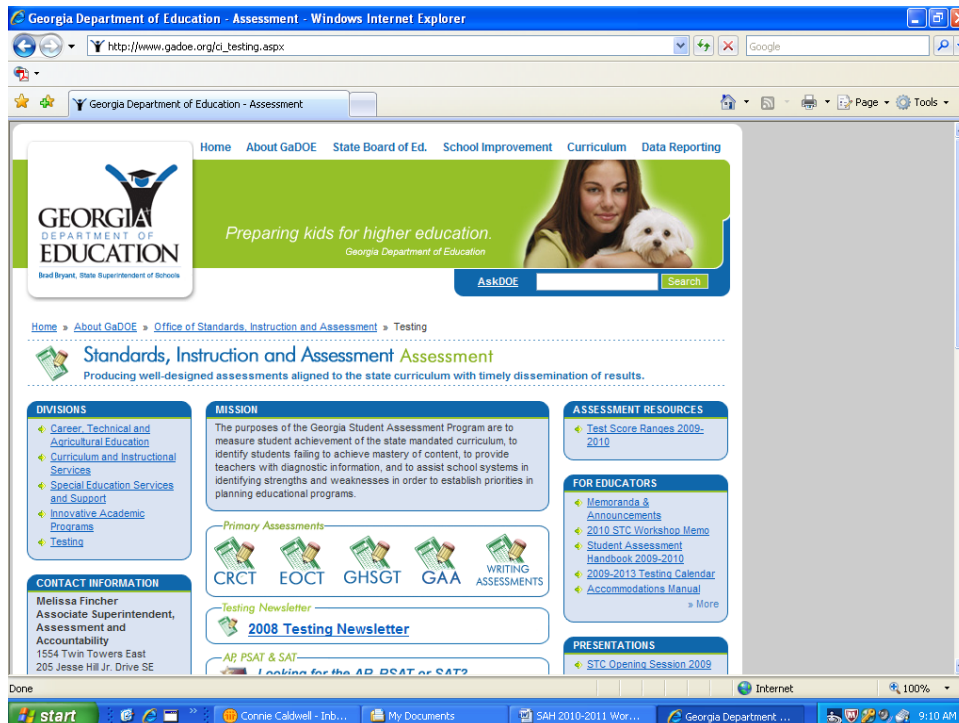 Georgia Department of Education - Assessment - Windows Internet Explorer
http://www.gadoe.org/ci_testing.aspx
Google
Georgia Department of Education - Assessment
Page
Tools
Home About GaDOE State Board of Ed. School Improvement Curriculum Data Reporting
GEORGIA
DEPARTMENT OF
EDUCATION
Brad Bryant, State Superintendent of Schools
Preparing kids for higher education.
Georgia Department of Education
AskDOE
Search
Home » About GaDOE » Office of Standards, Instruction and Assessment » Testing
Standards, Instruction and Assessment Assessment
Producing well-designed assessments aligned to the state curriculum with timely dissemination of results.
DIVISIONS
Career, Technical and
Agricultural Education
Curriculum and Instructional
Services
Special Education Services
and Support
Innovative Academic
Programs
Testing
CONTACT INFORMATION
Melissa Fincher
Associate Superintendent,
Assessment and
Accountability
1554 Twin Towers East
205 Jesse Hill Jr. Drive SE
MISSION
The purposes of the Georgia Student Assessment Program are to
measure student achievement of the state mandated curriculum, to
identify students failing to achieve mastery of content, to provide
teachers with diagnostic information, and to assist school systems in
identifying strengths and weaknesses in order to establish priorities in
planning educational programs.
Primary Assessments
CRCT EOCT GHSGT GAA WRITING
ASSESSMENTS
Testing Newsletter
2008 Testing Newsletter
AP, PSAT & SAT
Looking for the AP, PSAT or SAT?
ASSESSMENT RESOURCES
Test Score Ranges 2009-
2010
FOR EDUCATORS
Memoranda &
Announcements
2010 STC Workshop Memo
Student Assessment
Handbook 2009-2010
2009-2013 Testing Calendar
Accommodations Manual
» More
PRESENTATIONS
STC Opening Session 2009
Done
Internet
100%
start
Connie Caldwell - Inb...
My Documents
SAH 2010-2011 Wor...
Georgia Department ...
9:10 AM